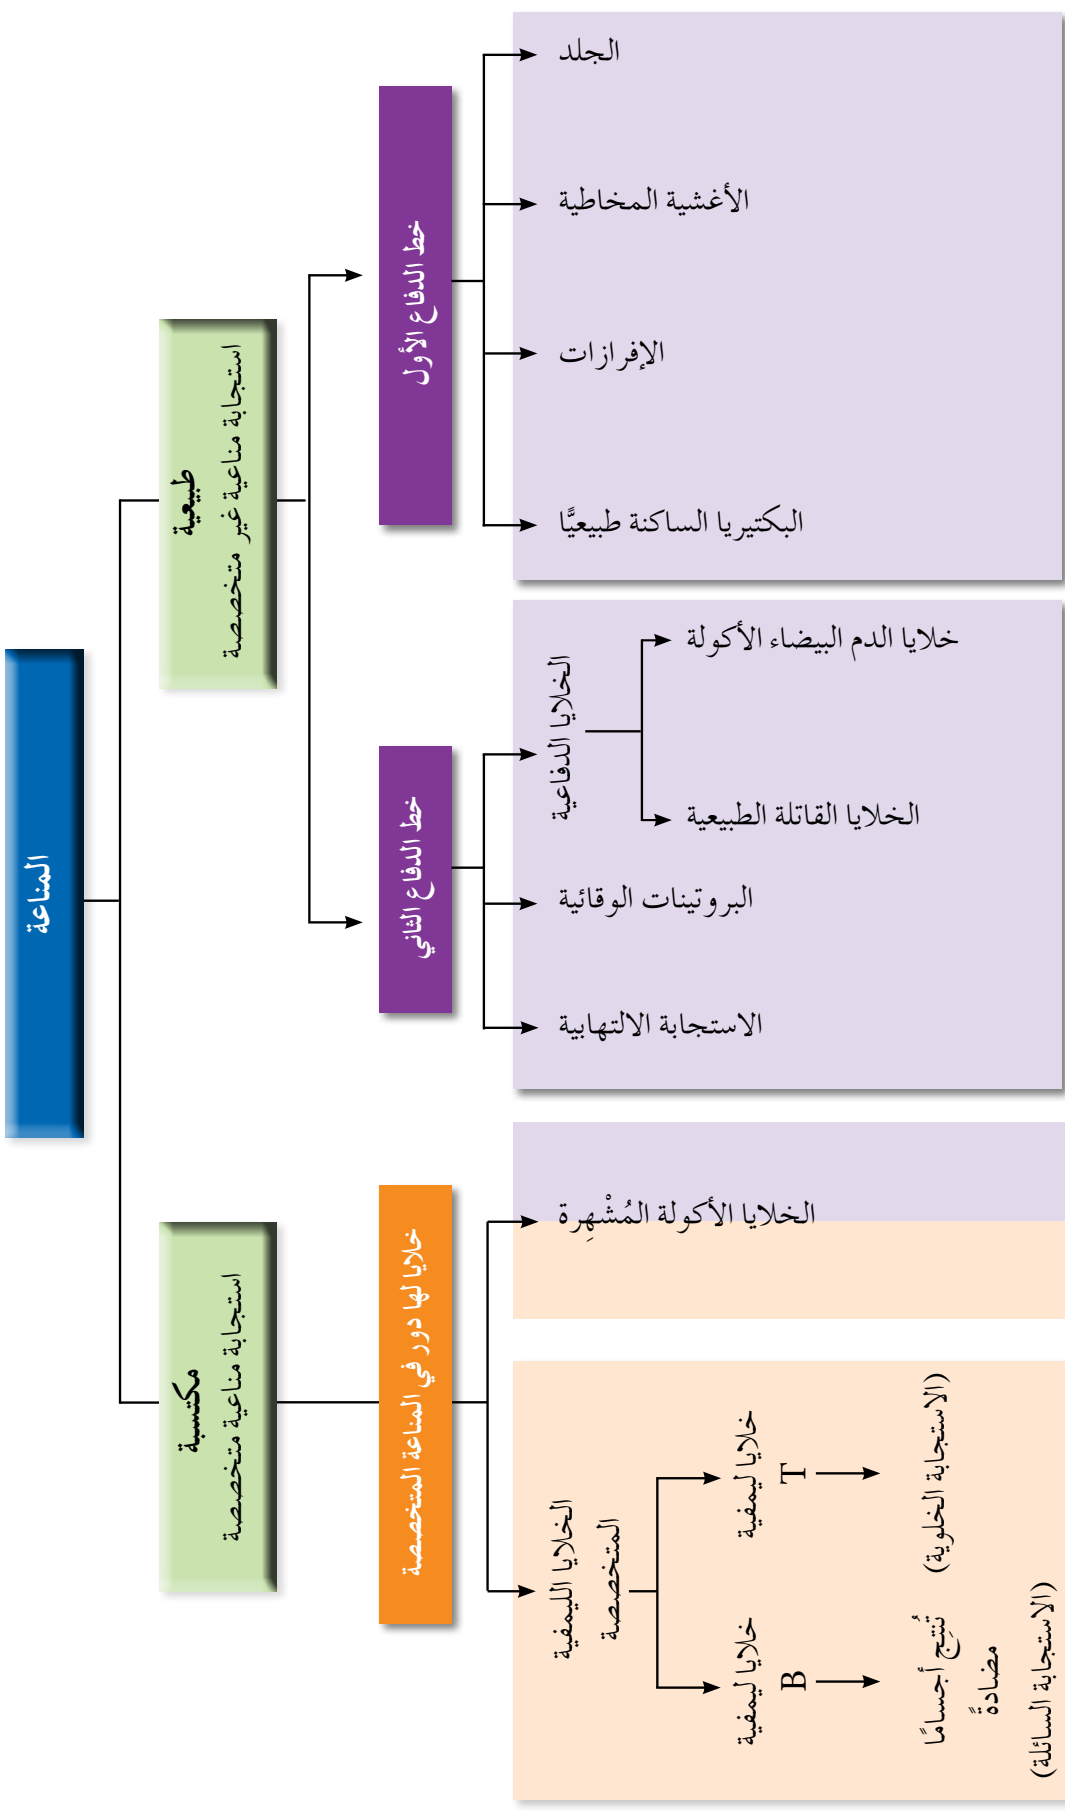 المناعة
طبيعية
استجابة مناعية غير متخصصة
خط الدفاع الأول
الجلد
الأغشية المخاطية
الإفرازات
البكتيريا الساكنة طبيعيًّا
خط الدفاع الثاني
الخلايا الدفاعية
خلايا الدم البيضاء الأكولة
الخلايا القاتلة الطبيعية
البروتينات الوقائية
الاستجابة الالتهابية
مكتسبة
استجابة مناعية متخصصة
خلايا لها دور في المناعة المتخصصة
الخلايا الأكولة المُشْهِرة
الخلايا الليمفية
المتخصصة
خلايا ليمفية
T
(الاستجابة الخلوية)
خلايا ليمفية
B
تُنتِج أجسامًا
مضادةً
(الاستجابة السائلة)